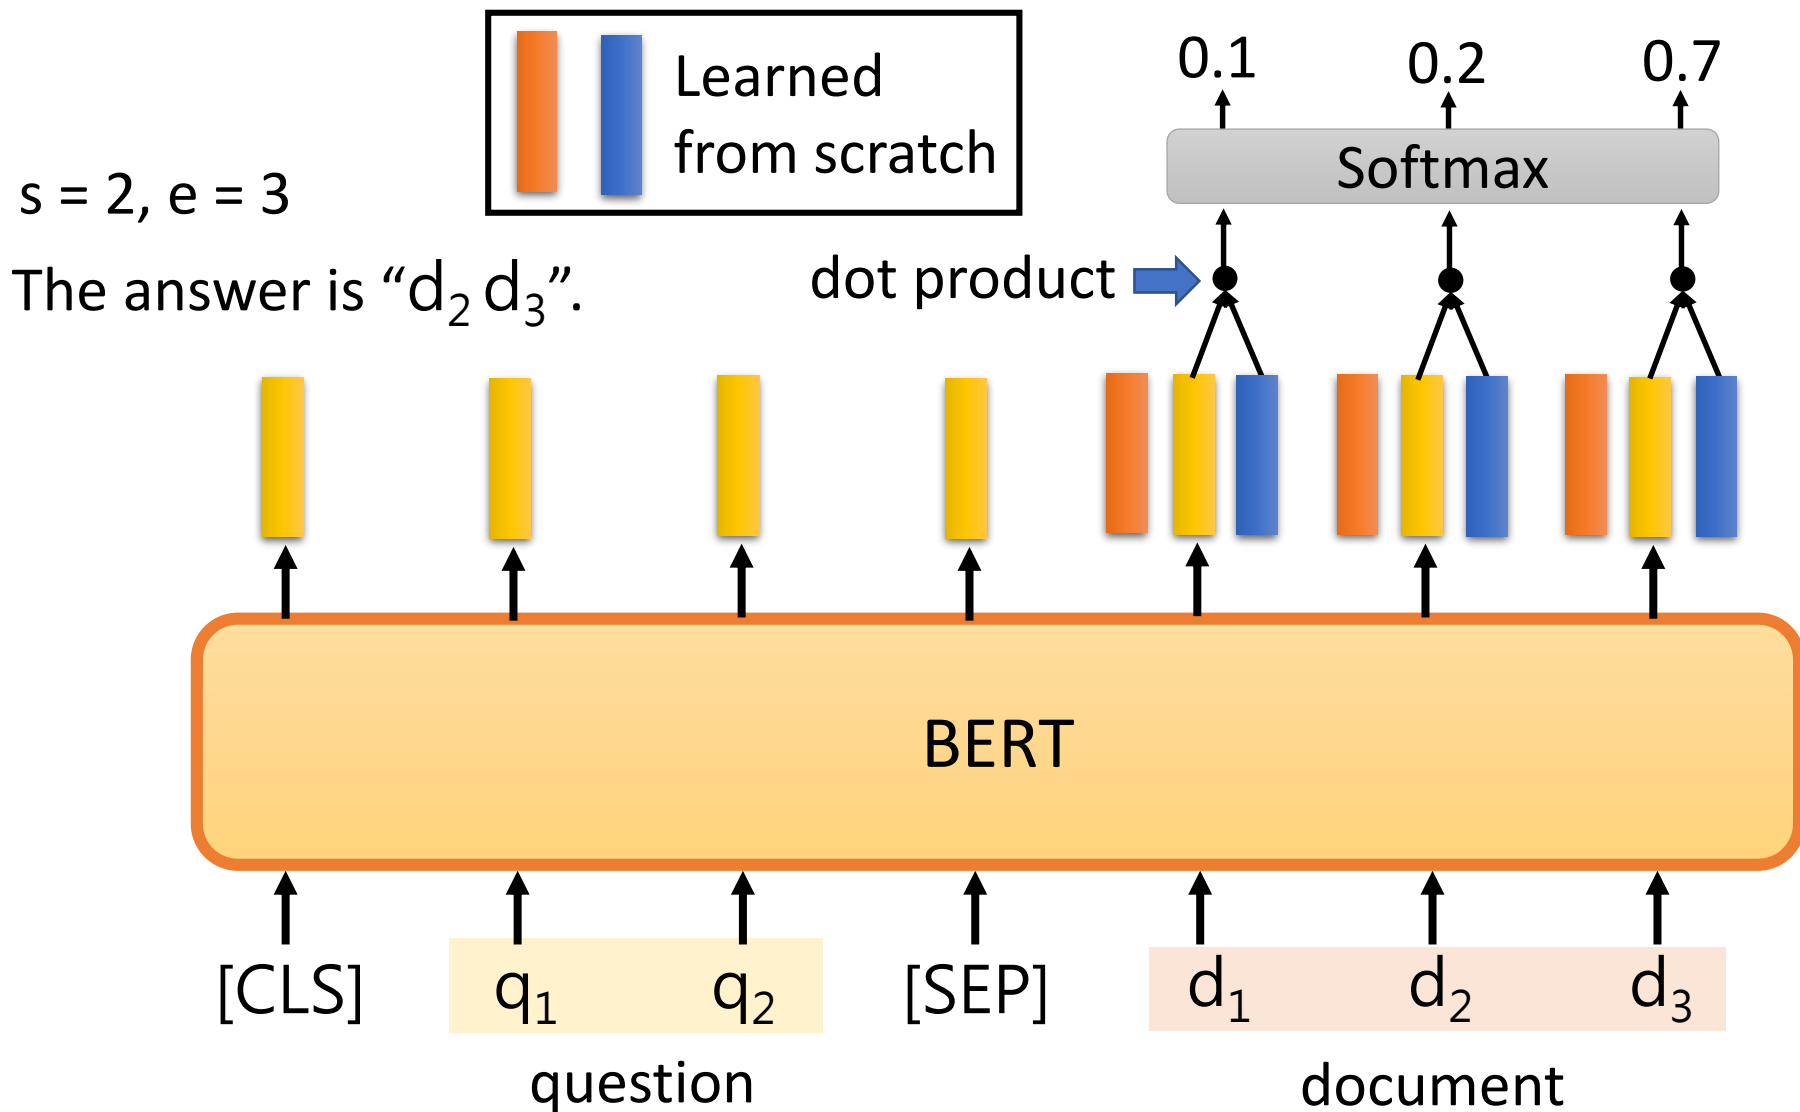 Learned
from scratch
0.1 0.2 0.7
Softmax
s = 2, e = 3
dot product
The answer is “d₂ d₃”.
BERT
[CLS] q₁ q₂ [SEP] d₁ d₂ d₃
question document